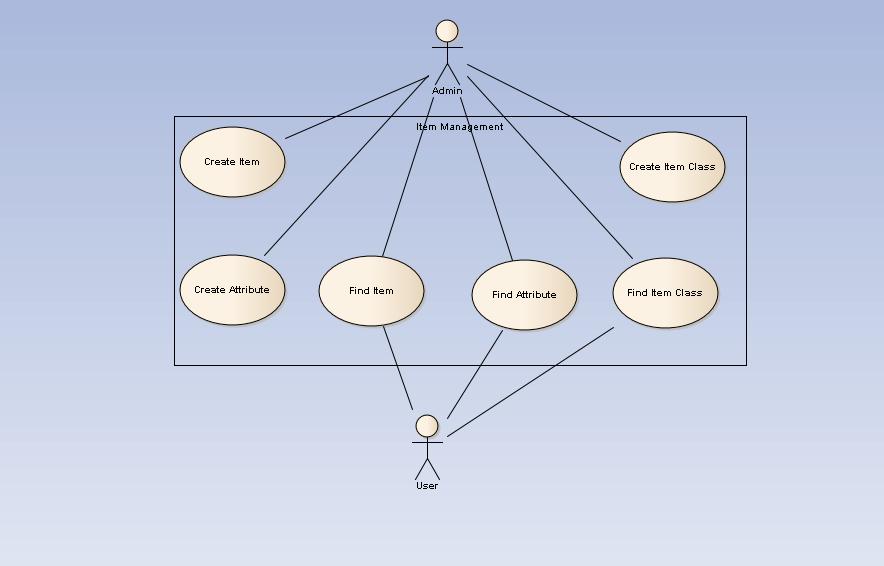 Admin
Item Management
Create Item
Create Item Class
Create Attribute
Find Item
Find Attribute
Find Item Class
User